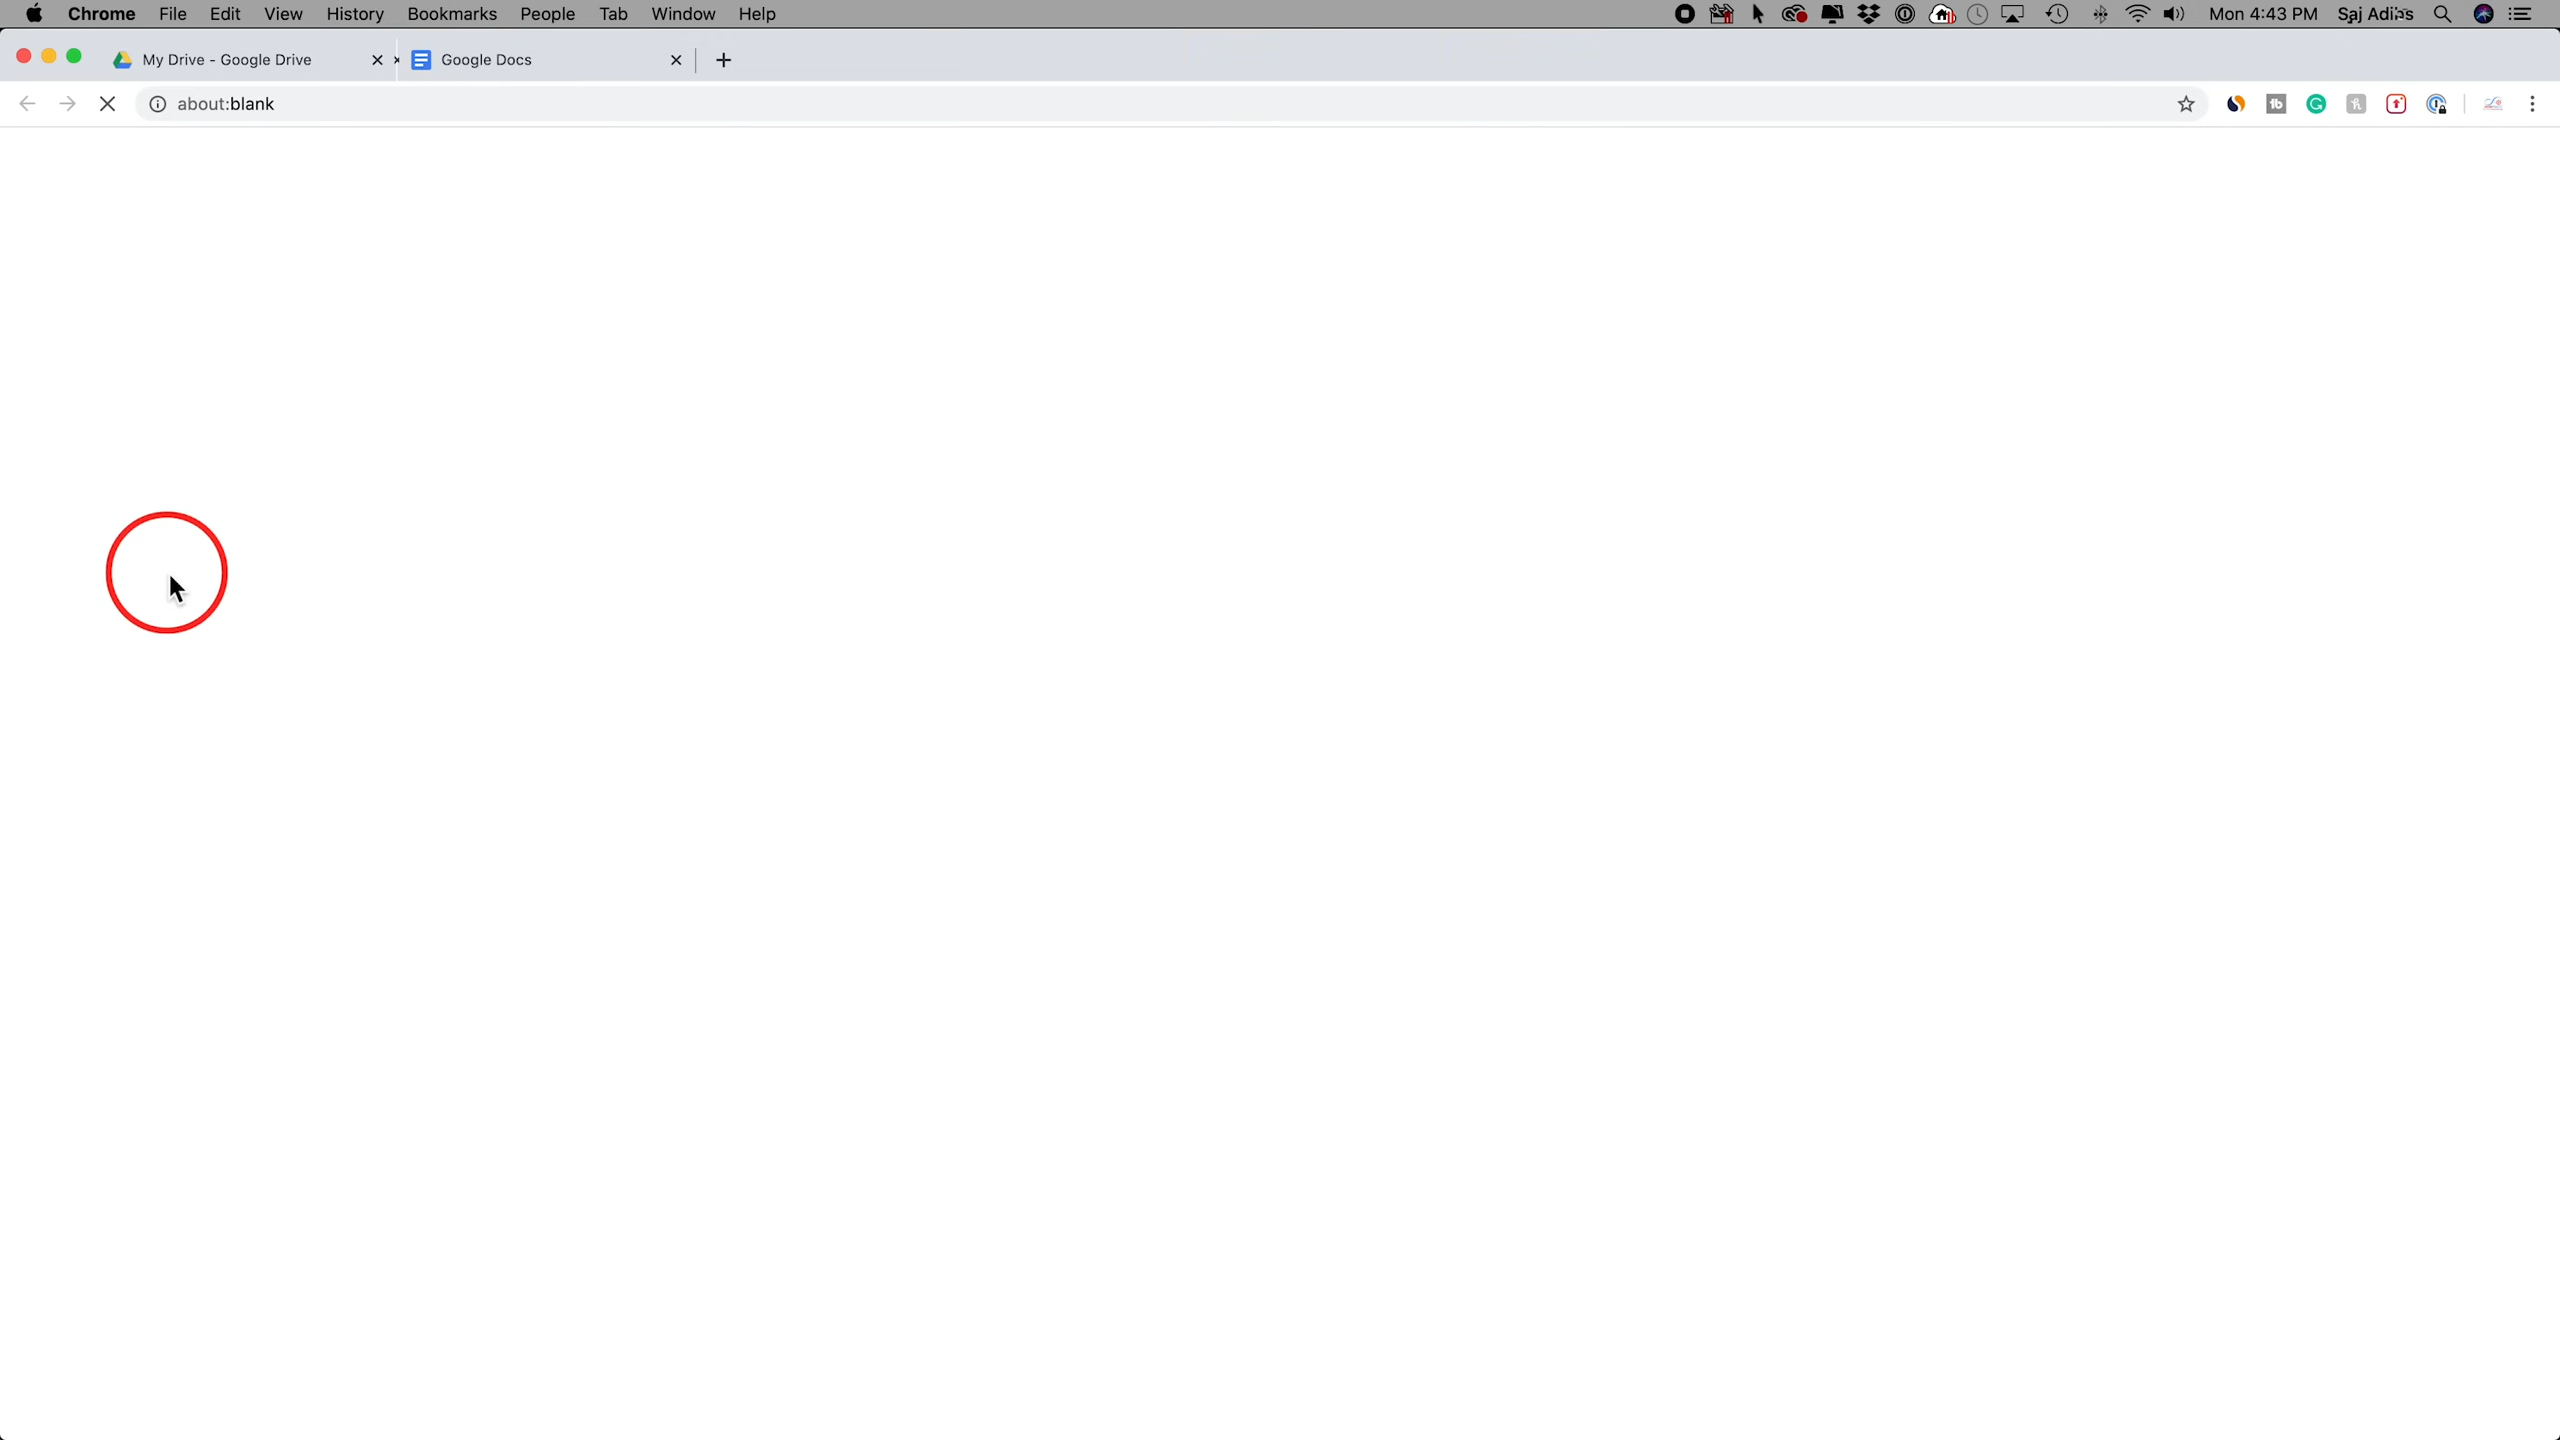 Chrome File Edit View History Bookmarks People Tab Window Help Mon 4:43 PM Saj Adibs
My Drive - Google Drive Google Docs
about:blank